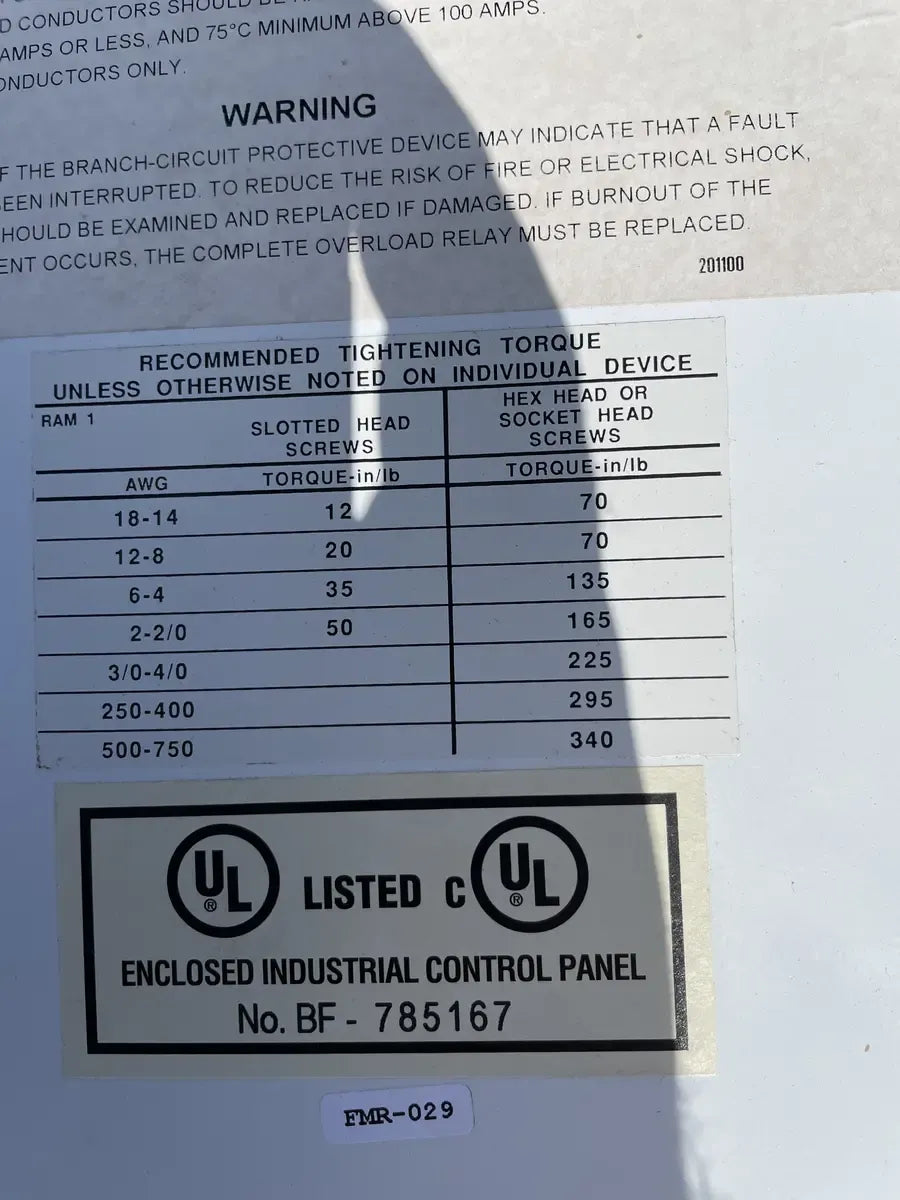 D CONDUCTORS SHOULD BE
AMPS OR LESS, AND 75°C MINIMUM ABOVE 100 AMPS.
ONDUCTORS ONLY.
WARNING
F THE BRANCH-CIRCUIT PROTECTIVE DEVICE MAY INDICATE THAT A FAULT
EEN INTERRUPTED. TO REDUCE THE RISK OF FIRE OR ELECTRICAL SHOCK,
HOULD BE EXAMINED AND REPLACED IF DAMAGED. IF BURNOUT OF THE
ENT OCCURS, THE COMPLETE OVERLOAD RELAY MUST BE REPLACED.
201100
RECOMMENDED TIGHTENING TORQUE
UNLESS OTHERWISE NOTED ON INDIVIDUAL DEVICE
RAM 1
SLOTTED HEAD
SCREWS
HEX HEAD OR
SOCKET HEAD
SCREWS
AWG TORQUE-in/lb TORQUE-in/lb
18-14 12 70
12-8 20 70
6-4 35 135
2-2/0 50 165
3/0-4/0 225
250-400 295
500-750 340
UL ® LISTED C UL ®
ENCLOSED INDUSTRIAL CONTROL PANEL
No. BF - 785167
FMR-029